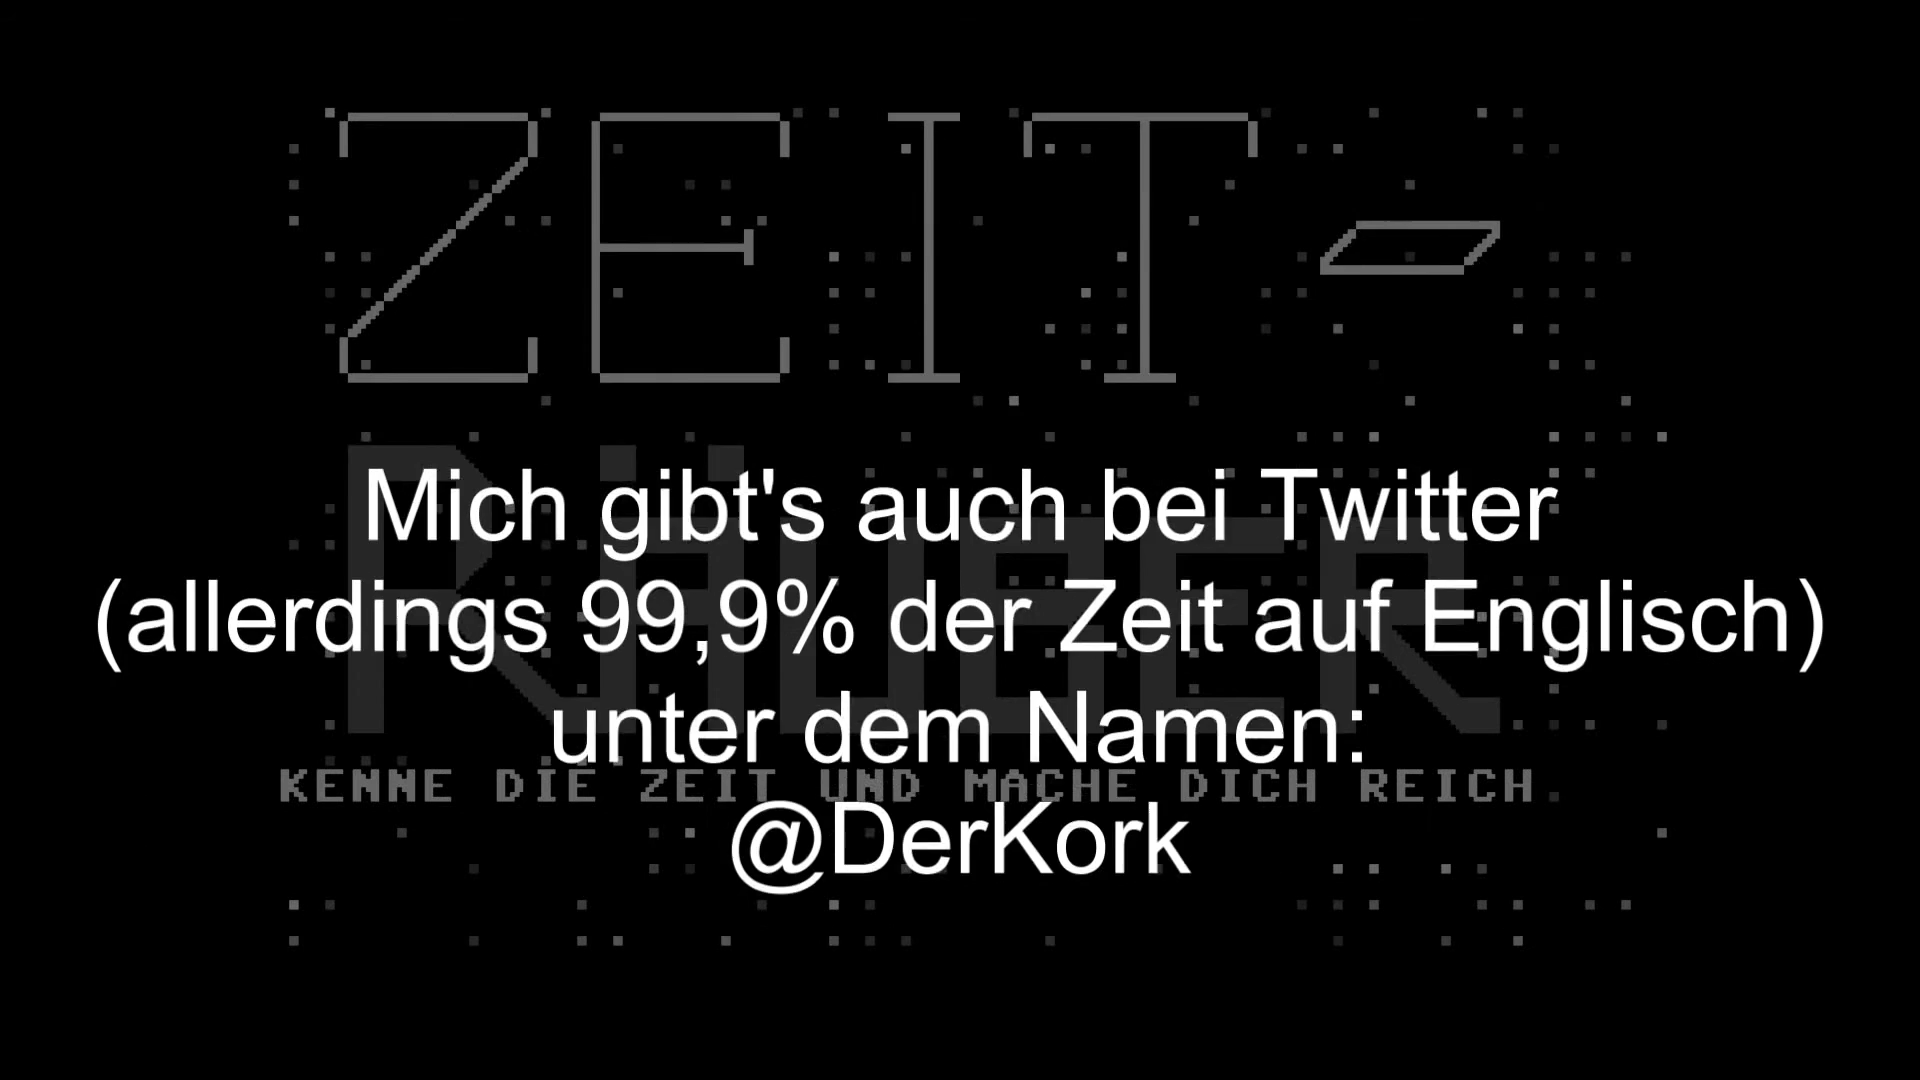 ZEIT-
RÄUBER
Mich gibt's auch bei Twitter
(allerdings 99,9% der Zeit auf Englisch)
unter dem Namen:
KENNE DIE ZEIT UND MACHE DICH REICH
@DerKork